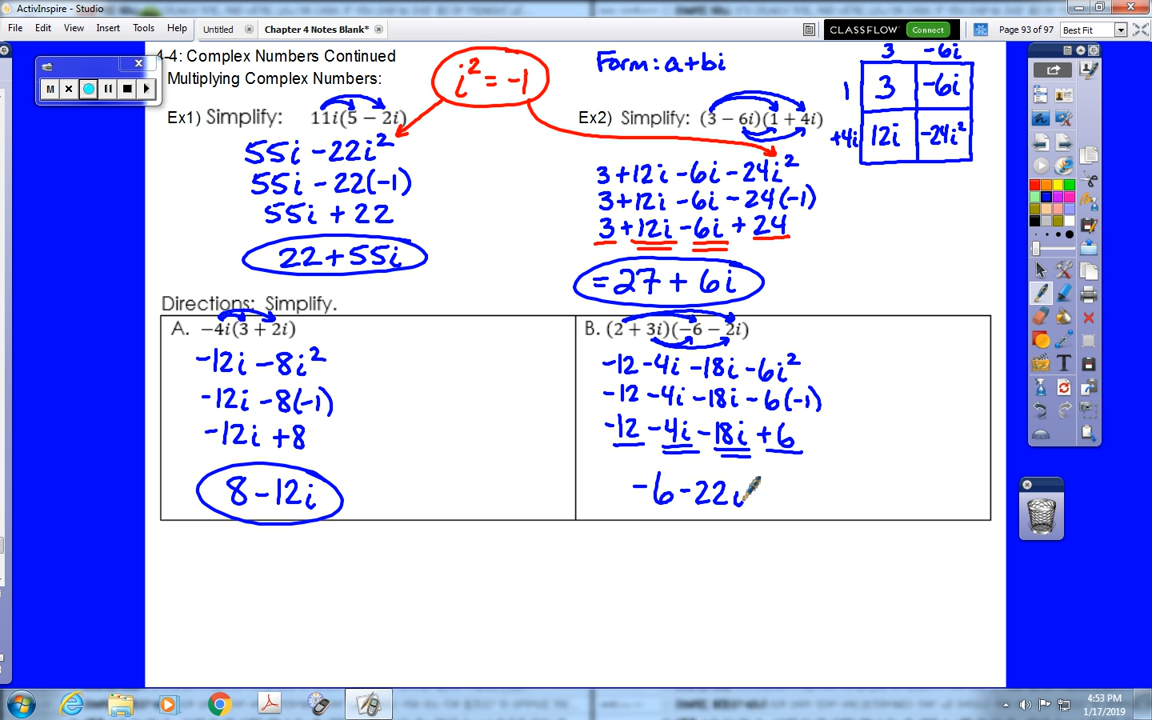 ActivInspire - Studio
File Edit View Insert Tools Help
Untitled Chapter 4 Notes Blank* CLASSFLOW Connect Page 93 of 97 Best Fit
4-4: Complex Numbers Continued
Multiplying Complex Numbers:
i² = -1
Form: a+bi
3 -6i
1 3 -6i
+4i 12i -24i²
Ex1) Simplify: 11i(5 − 2i)
55i - 22i²
55i - 22(-1)
55i + 22
22 + 55i
Ex2) Simplify: (3 − 6i)(1 + 4i)
3 + 12i - 6i - 24i²
3 + 12i - 6i - 24(-1)
3 + 12i - 6i + 24
= 27 + 6i
Directions: Simplify.
A. −4i(3 + 2i)
-12i - 8i²
-12i - 8(-1)
-12i + 8
8 - 12i
B. (2 + 3i)(−6 − 2i)
-12 - 4i - 18i - 6i²
-12 - 4i - 18i - 6(-1)
-12 - 4i - 18i + 6
-6 - 22i
4:53 PM
1/17/2019